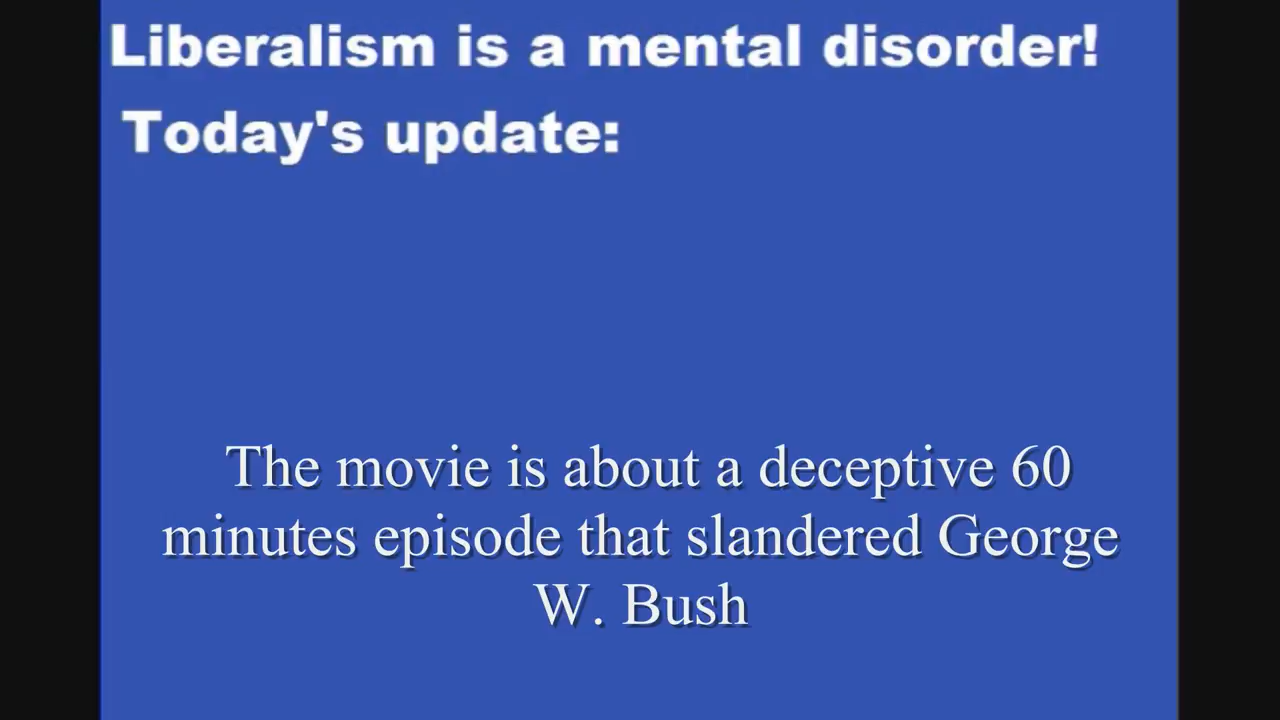 Liberalism is a mental disorder!
Today's update:
The movie is about a deceptive 60
minutes episode that slandered George
W. Bush